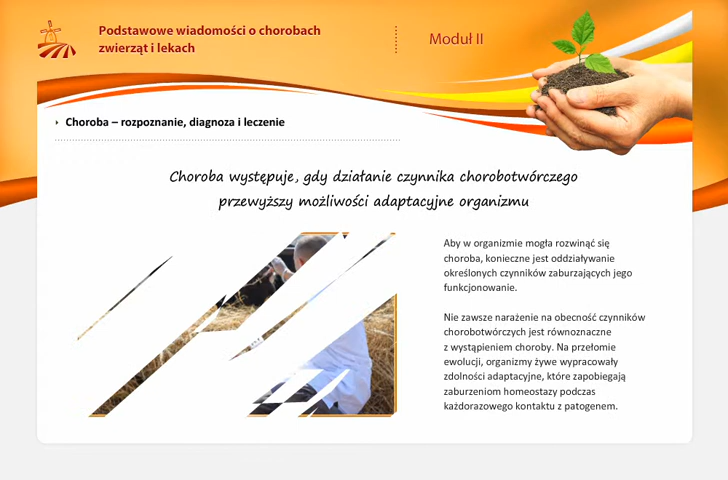 Podstawowe wiadomości o chorobach
zwierząt i lekach
Moduł II
Choroba – rozpoznanie, diagnoza i leczenie
Choroba występuje, gdy działanie czynnika chorobotwórczego
przewyższy możliwości adaptacyjne organizmu
Aby w organizmie mogła rozwinąć się
choroba, konieczne jest oddziaływanie
określonych czynników zaburzających jego
funkcjonowanie.
Nie zawsze narażenie na obecność czynników
chorobotwórczych jest równoznaczne
z wystąpieniem choroby. Na przełomie
ewolucji, organizmy żywe wypracowały
zdolności adaptacyjne, które zapobiegają
zaburzeniom homeostazy podczas
każdorazowego kontaktu z patogenem.